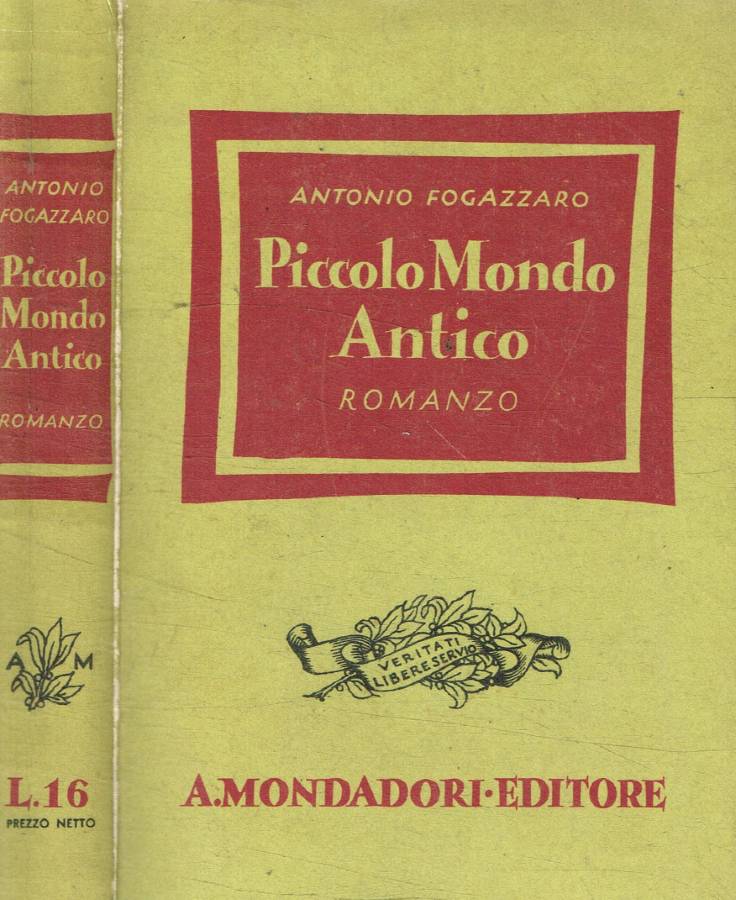 ANTONIO
FOGAZZARO
Piccolo
Mondo
Antico
ROMANZO
A M
L.16
PREZZO NETTO
ANTONIO FOGAZZARO
Piccolo Mondo
Antico
ROMANZO
VERITATI
LIBERE SERVIO
A.MONDADORI·EDITORE